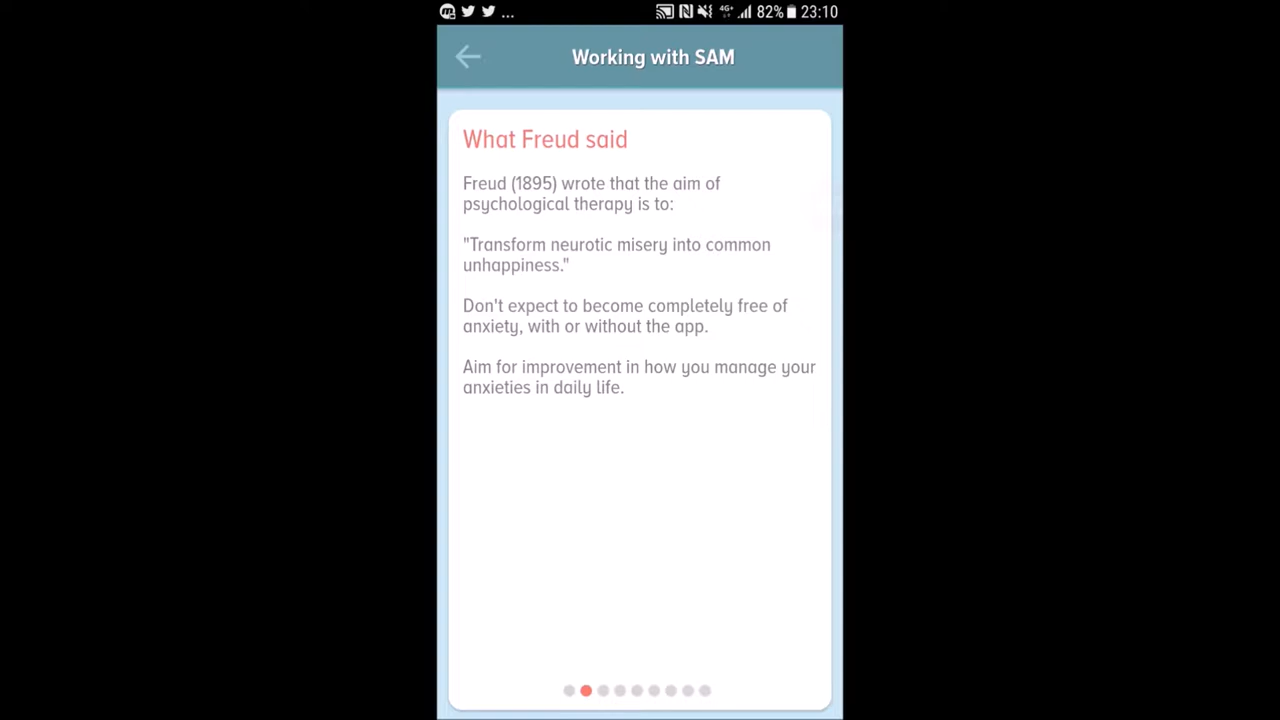 ... 4G+ 82% 23:10
Working with SAM
What Freud said
Freud (1895) wrote that the aim of
psychological therapy is to:
"Transform neurotic misery into common
unhappiness."
Don't expect to become completely free of
anxiety, with or without the app.
Aim for improvement in how you manage your
anxieties in daily life.